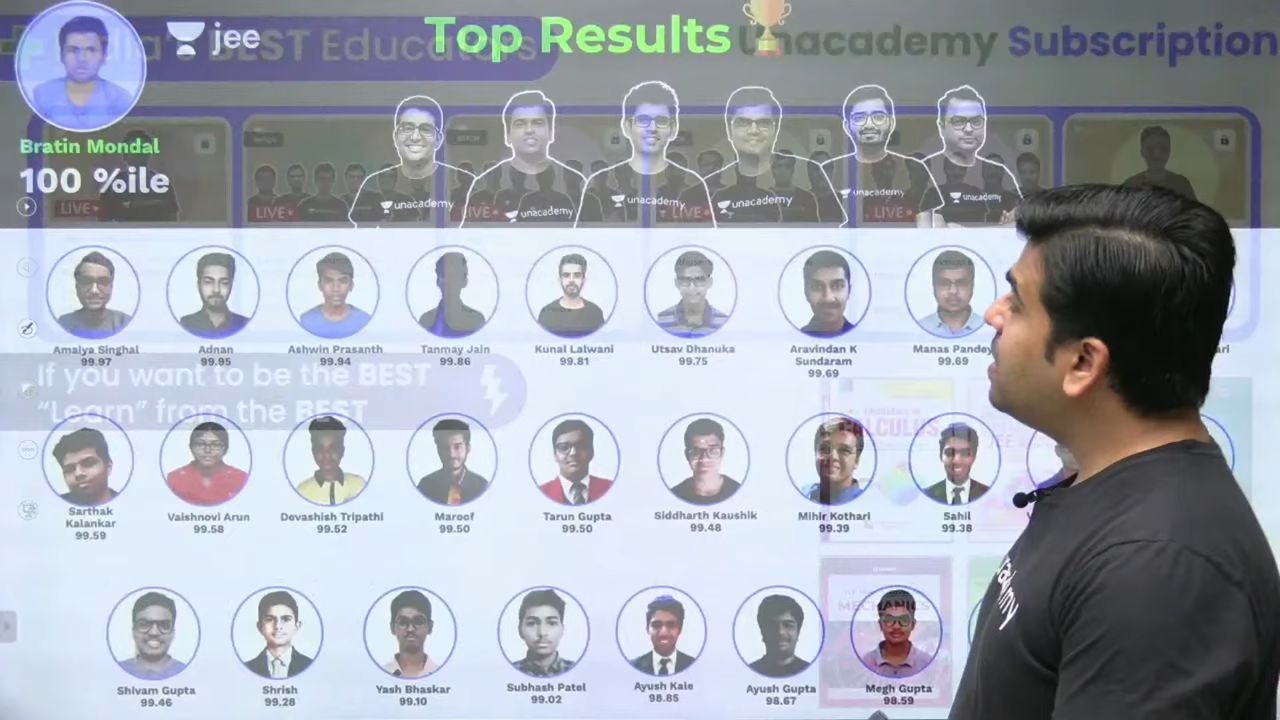 India's BEST Educators
jee
Top Results
Unacademy Subscription
Bratin Mondal
100 %ile
LIVE
LIVE
LIVE
LIVE
LIVE
unacademy
unacademy
unacademy
unacademy
unacademy
unacademy
Amaiya Singhal
99.97
Adnan
99.95
Ashwin Prasanth
99.94
Tanmay Jain
99.86
Kunal Lalwani
99.81
Utsav Dhanuka
99.75
Aravindan K
Sundaram
99.69
Manas Pandey
99.69
If you want to be the BEST
"Learn" from the BEST
CALCULUS
JEE
Sarthak
Kalankar
99.59
Vaishnovi Arun
99.58
Devashish Tripathi
99.52
Maroof
99.50
Tarun Gupta
99.50
Siddharth Kaushik
99.48
Mihir Kothari
99.39
Sahil
99.38
MECHANICS
Shivam Gupta
99.46
Shrish
99.28
Yash Bhaskar
99.10
Subhash Patel
99.02
Ayush Kale
98.85
Ayush Gupta
98.67
Megh Gupta
98.59